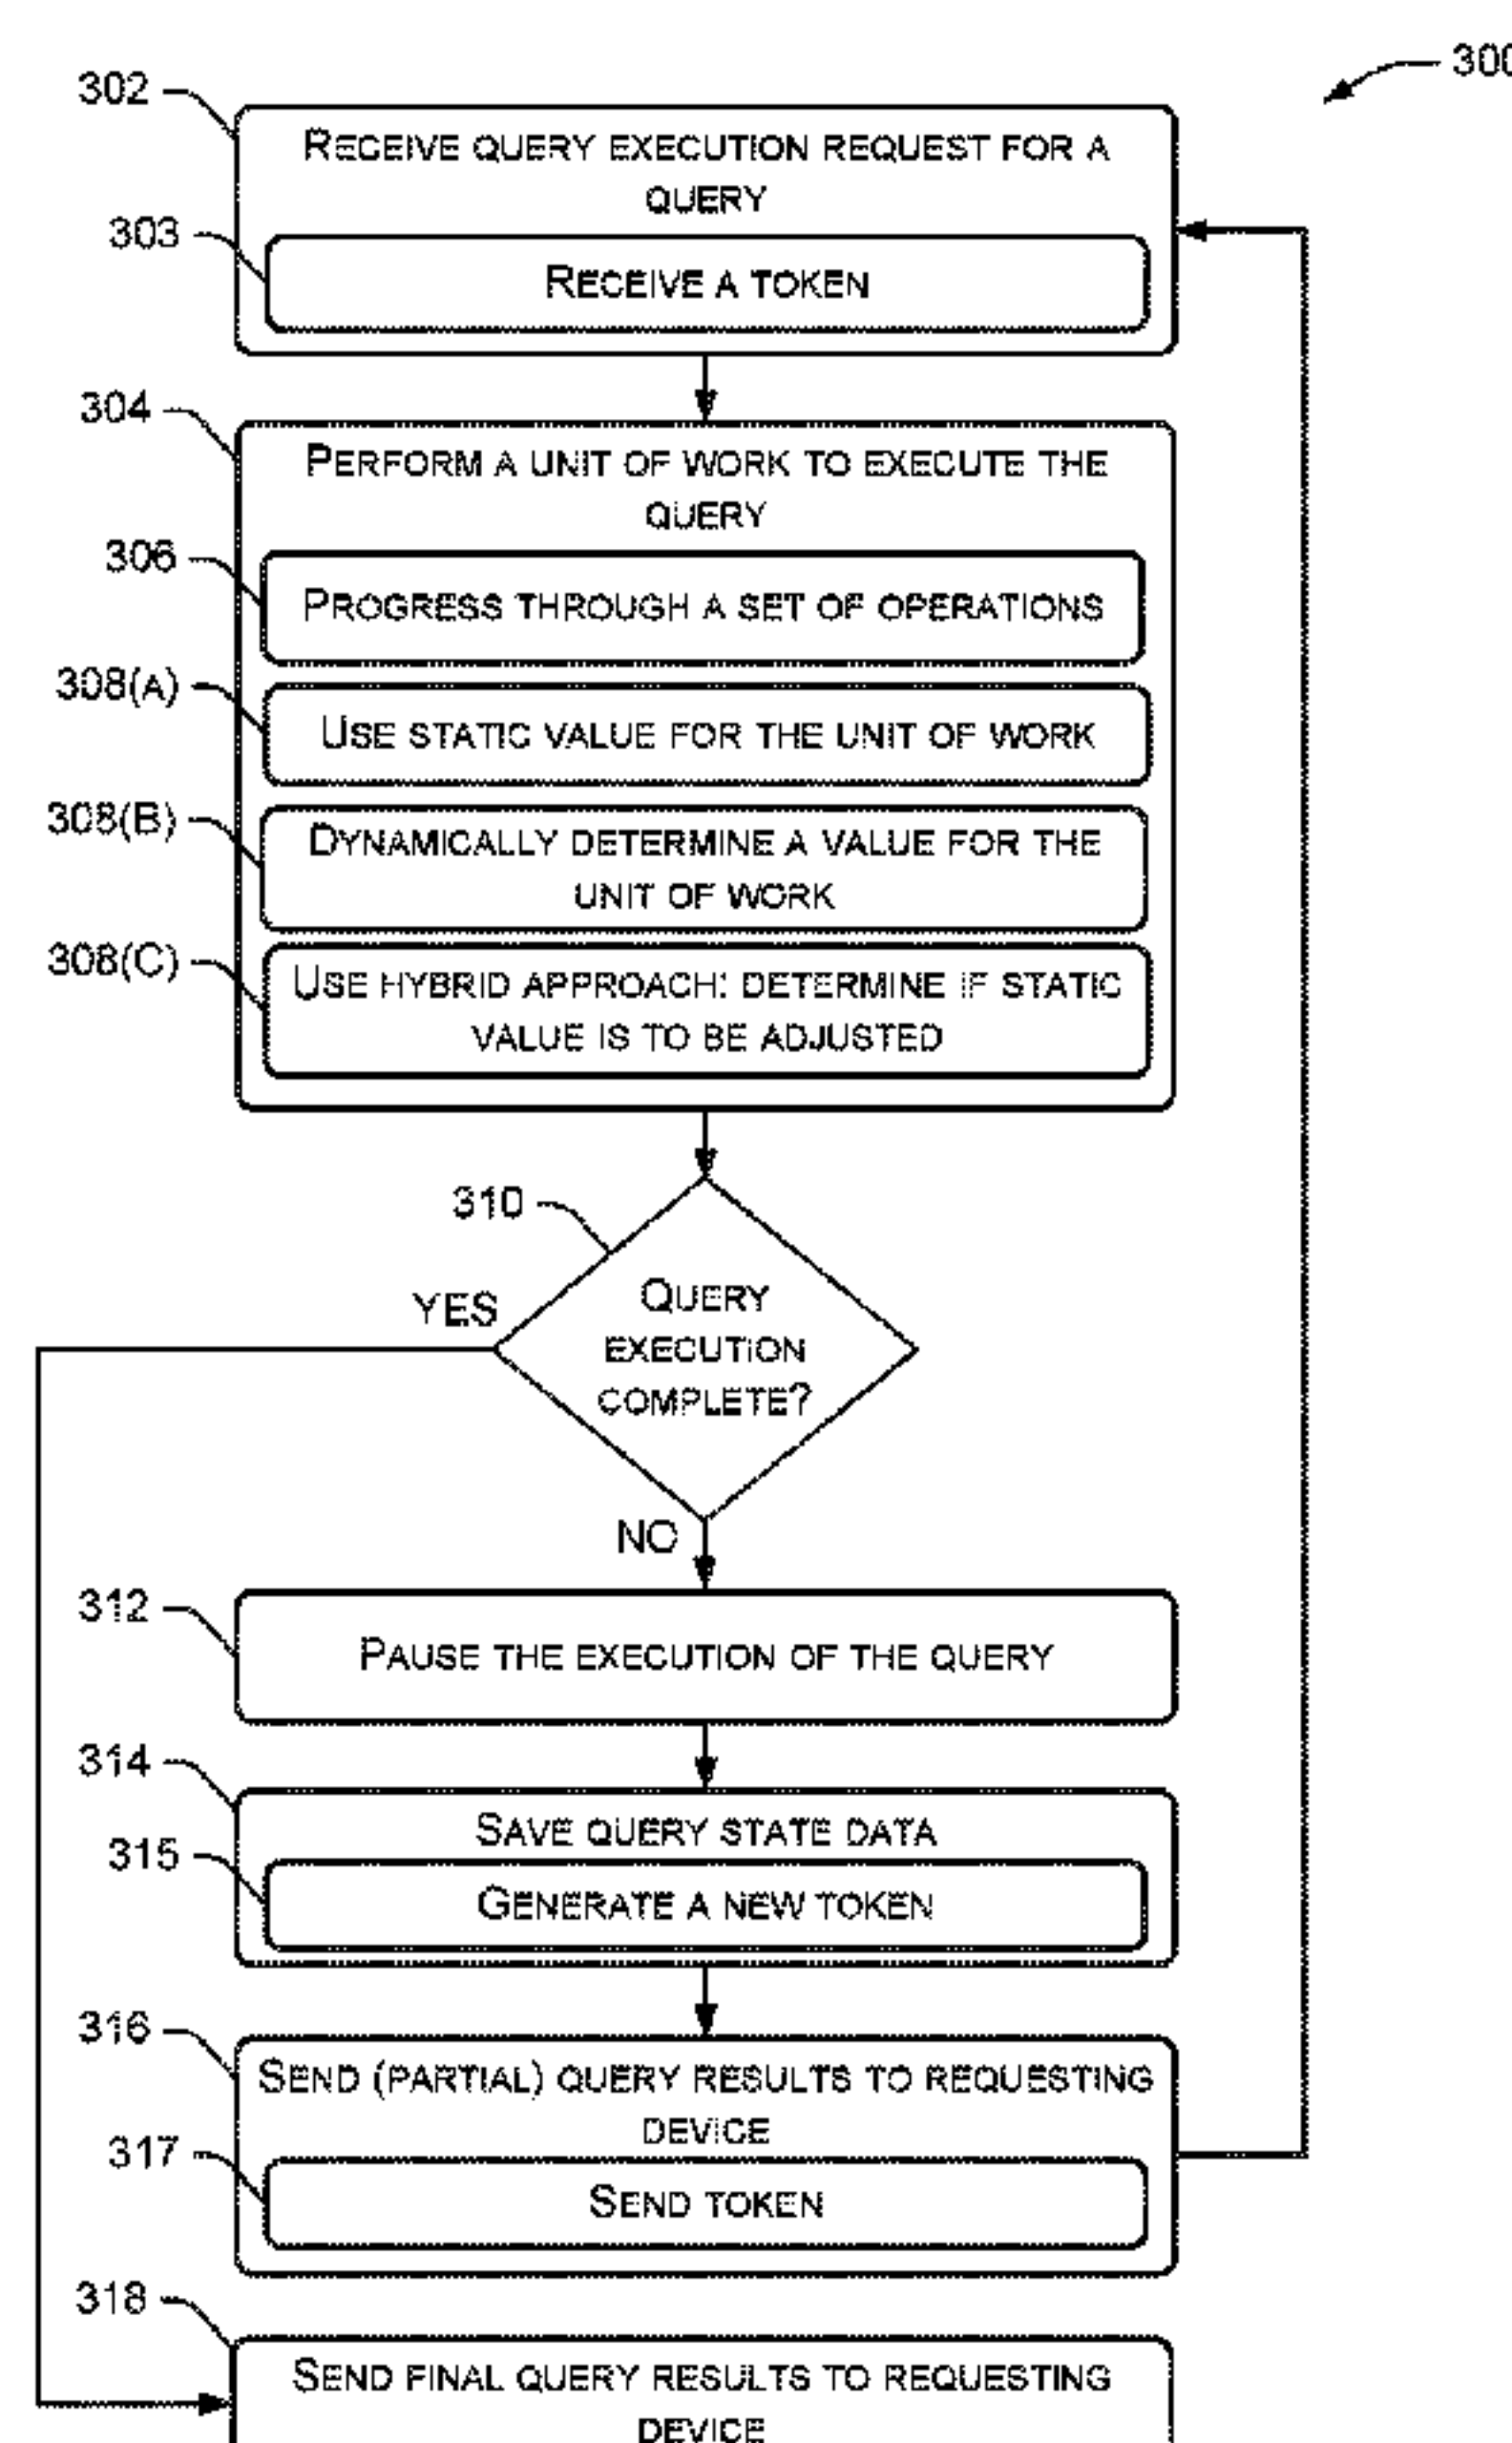 300
302
RECEIVE QUERY EXECUTION REQUEST FOR A
QUERY
303
RECEIVE A TOKEN
304
PERFORM A UNIT OF WORK TO EXECUTE THE
QUERY
306
PROGRESS THROUGH A SET OF OPERATIONS
308(A)
USE STATIC VALUE FOR THE UNIT OF WORK
308(B)
DYNAMICALLY DETERMINE A VALUE FOR THE
UNIT OF WORK
308(C)
USE HYBRID APPROACH: DETERMINE IF STATIC
VALUE IS TO BE ADJUSTED
310
YES
QUERY
EXECUTION
COMPLETE?
NO
312
PAUSE THE EXECUTION OF THE QUERY
314
SAVE QUERY STATE DATA
315
GENERATE A NEW TOKEN
316
SEND (PARTIAL) QUERY RESULTS TO REQUESTING
DEVICE
317
SEND TOKEN
318
SEND FINAL QUERY RESULTS TO REQUESTING
DEVICE